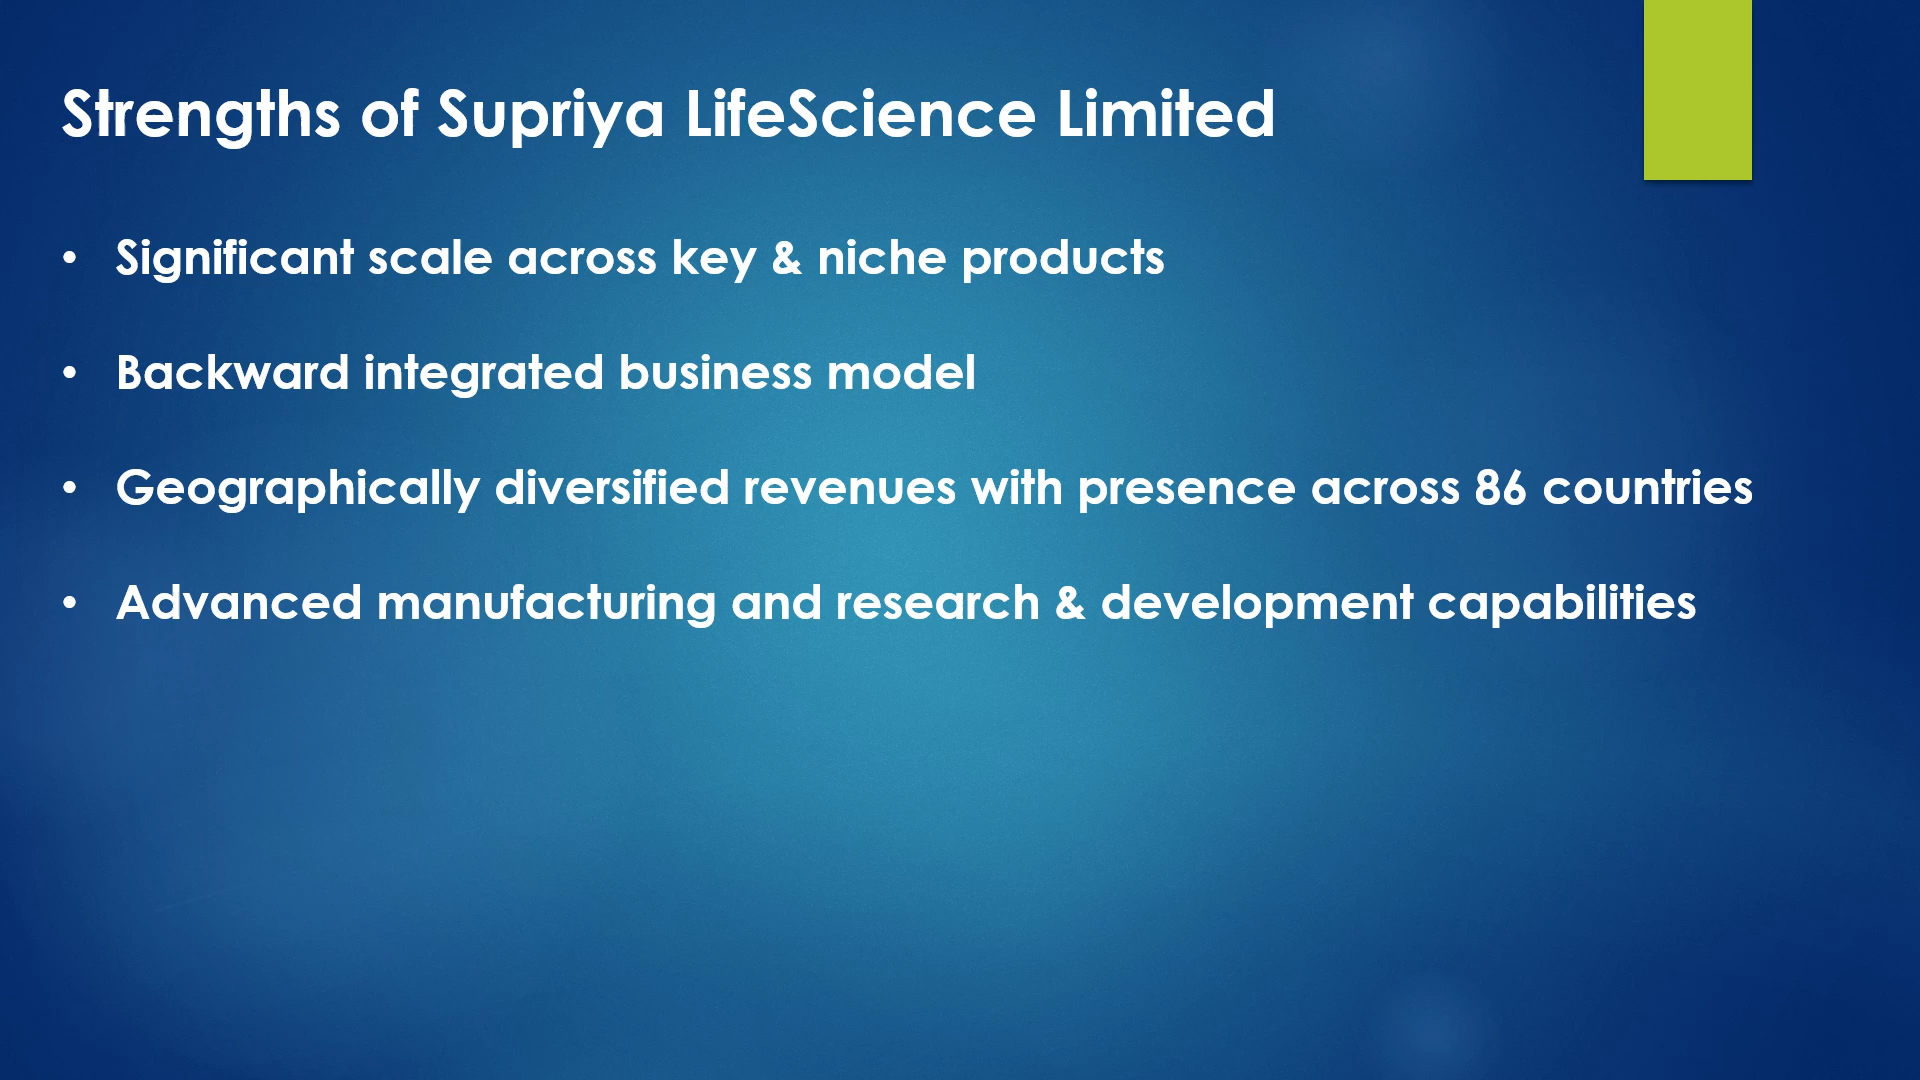 Strengths of Supriya LifeScience Limited
• Significant scale across key & niche products
• Backward integrated business model
• Geographically diversified revenues with presence across 86 countries
• Advanced manufacturing and research & development capabilities